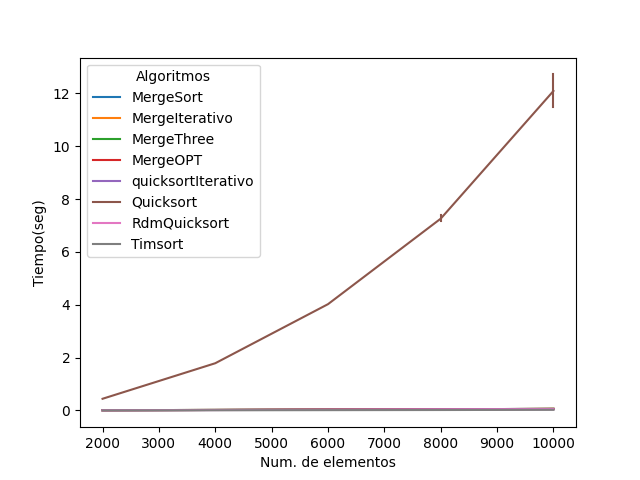 Algoritmos
MergeSort
MergeIterativo
MergeThree
MergeOPT
quicksortIterativo
Quicksort
RdmQuicksort
Timsort
12
10
8
6
4
2
0
Tiempo(seg)
2000 3000 4000 5000 6000 7000 8000 9000 10000
Num. de elementos